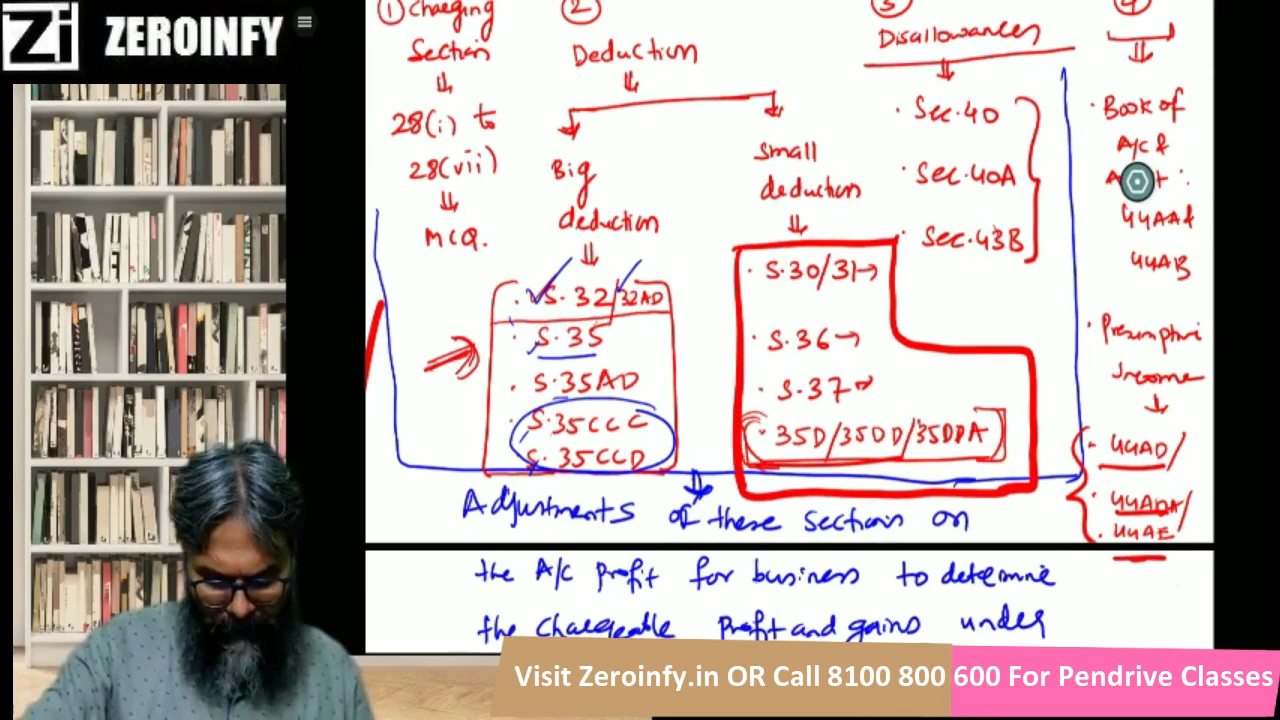 Zi ZEROINFY
① Charging
Section
⇓
28(i) to
28(vii)
⇓
MCQ.
②
Deduction
⇓
Big
deduction
⇓
· S.32/32AD
· S.35
· S.35AD
· S.35CCC
S.35CCD
small
deduction
⇓
· S.30/31→
· S.36→
· S.37→
· 35D/35DD/35DDA
③
Disallowances
· Sec.40
· Sec.40A
· Sec.43B
④
⇓
· Book of
A/c &
44AA &
44AB
· Presumptive
Income
↓
· 44AD/
· 44ADA/
· 44AE
Adjustments of these sections on
the A/c profit for business to determine
the chargeable profit and gains under
Visit Zeroinfy.in OR Call 8100 800 600 For Pendrive Classes